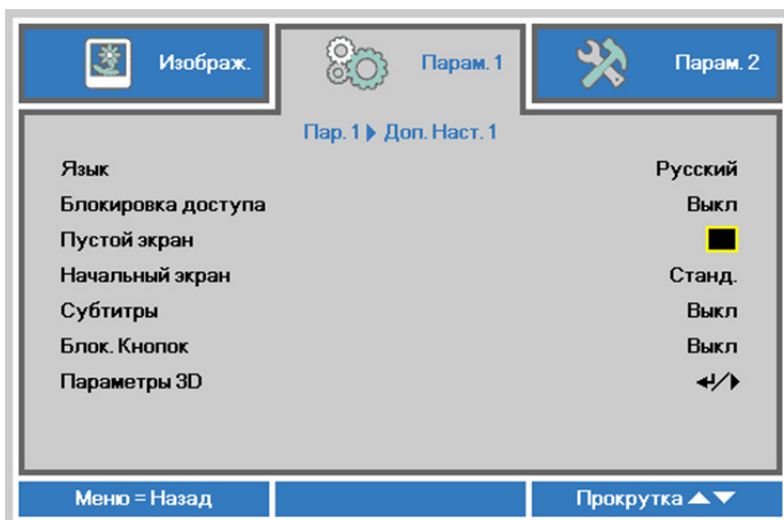 Изображ.
Парам. 1
Парам. 2
Пар. 1 ▶ Доп. Наст. 1
Язык Русский
Блокировка доступа Выкл
Пустой экран
Начальный экран Станд.
Субтитры Выкл
Блок. Кнопок Выкл
Параметры 3D ↵/▶
Меню = Назад
Прокрутка ▲▼